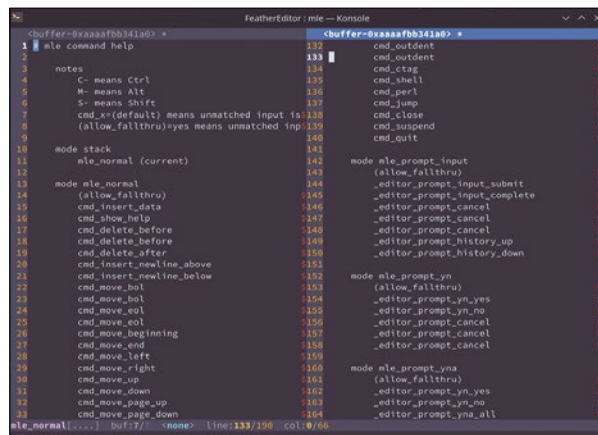 FeatherEditor : mle — Konsole
<buffer-0xaaaafbb341a0> *
1 # mle command help
2
3 notes
4 C- means Ctrl
5 M- means Alt
6 S- means Shift
7 cmd_x=(default) means unmatched input is
8 (allow_fallthru)=yes means unmatched inp
9
10 mode stack
11 mle_normal (current)
12
13 mode mle_normal
14 (allow_fallthru)
15 cmd_insert_data
16 cmd_show_help
17 cmd_delete_before
18 cmd_delete_before
19 cmd_delete_after
20 cmd_insert_newline_above
21 cmd_insert_newline_below
22 cmd_move_bol
23 cmd_move_bol
24 cmd_move_eol
25 cmd_move_eol
26 cmd_move_beginning
27 cmd_move_end
28 cmd_move_left
29 cmd_move_right
30 cmd_move_up
31 cmd_move_down
32 cmd_move_page_up
33 cmd_move_page_down
<buffer-0xaaaafbb341a0> *
132 cmd_outdent
133 cmd_outdent
134 cmd_ctag
135 cmd_shell
136 cmd_perl
137 cmd_jump
138 cmd_close
139 cmd_suspend
140 cmd_quit
141
142 mode mle_prompt_input
143 (allow_fallthru)
144 _editor_prompt_input_submit
145 _editor_prompt_input_complete
146 _editor_prompt_cancel
147 _editor_prompt_cancel
148 _editor_prompt_cancel
149 _editor_prompt_history_up
150 _editor_prompt_history_down
151
152 mode mle_prompt_yn
153 (allow_fallthru)
154 _editor_prompt_yn_yes
155 _editor_prompt_yn_no
156 _editor_prompt_cancel
157 _editor_prompt_cancel
158 _editor_prompt_cancel
159
160 mode mle_prompt_yna
161 (allow_fallthru)
162 _editor_prompt_yn_yes
163 _editor_prompt_yn_no
164 _editor_prompt_yna_all
mle_normal[....] buf:7/ <none> line:133/190 col:0/66